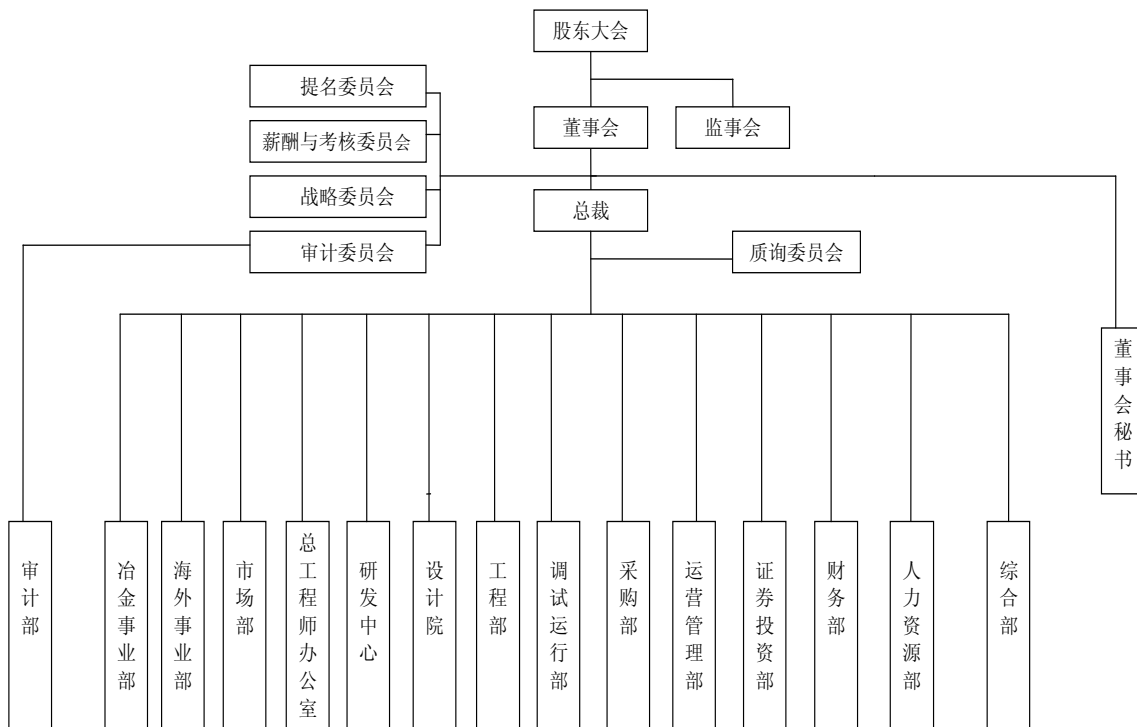 股东大会
提名委员会
董事会
监事会
薪酬与考核委员会
战略委员会
总裁
审计委员会
质询委员会
董事会秘书
审计部
冶金事业部
海外事业部
市场部
总工程师办公室
研发中心
设计院
工程部
调试运行部
采购部
运营管理部
证券投资部
财务部
人力资源部
综合部